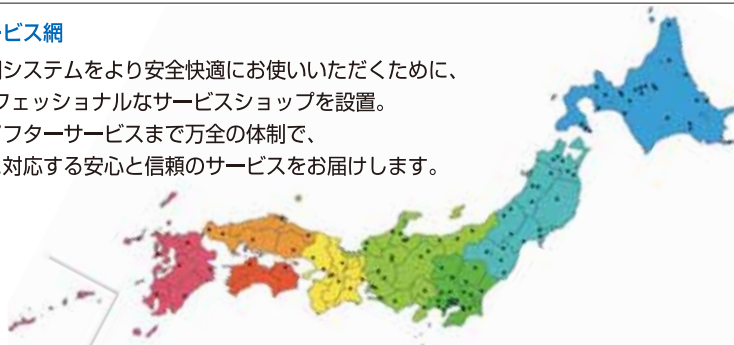 ービス網
システムをより安全快適にお使いいただくために、
フェッショナルなサービスショップを設置。
フターサービスまで万全の体制で、
対応する安心と信頼のサービスをお届けします。